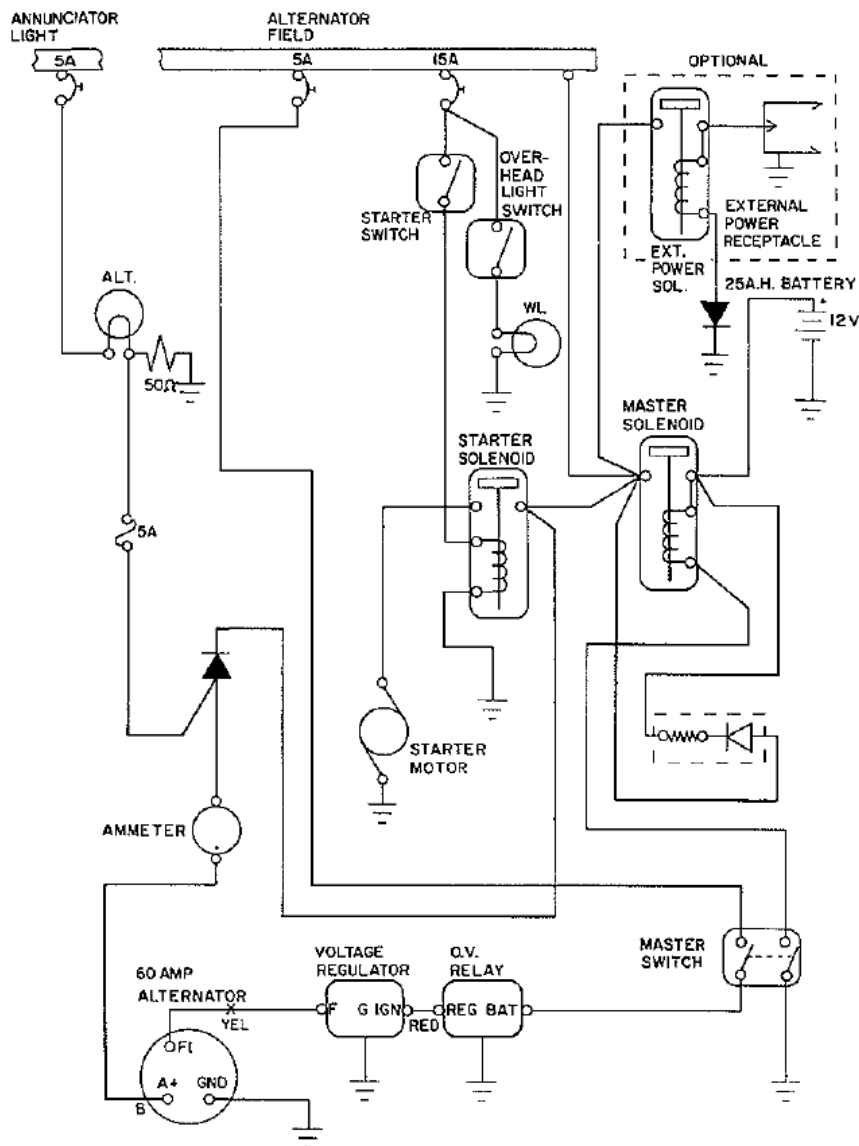 ANNUNCIATOR
LIGHT
5A
ALTERNATOR
FIELD
5A
15A
OPTIONAL
STARTER
SWITCH
OVER-
HEAD
LIGHT
SWITCH
EXTERNAL
POWER
RECEPTACLE
EXT.
POWER
SOL.
25A.H. BATTERY
+
12V
ALT.
50Ω
WL
STARTER
SOLENOID
MASTER
SOLENOID
5A
STARTER
MOTOR
AMMETER
MASTER
SWITCH
60 AMP
ALTERNATOR
YEL
VOLTAGE
REGULATOR
F G IGN
RED
O.V.
RELAY
REG BAT
F1
A+ GND
B